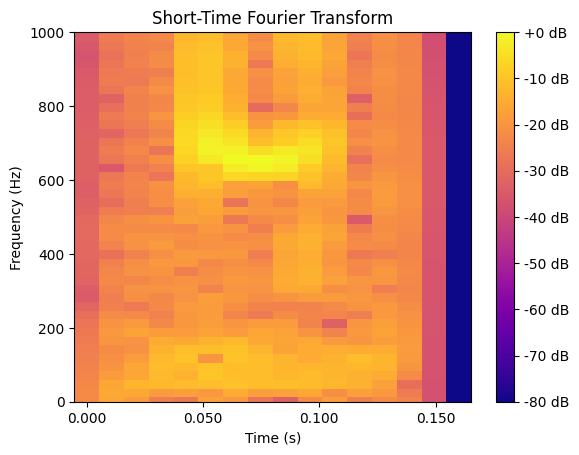 Short-Time Fourier Transform
1000
800
600
400
200
0
Frequency (Hz)
0.000
0.050
0.100
0.150
Time (s)
+0 dB
-10 dB
-20 dB
-30 dB
-40 dB
-50 dB
-60 dB
-70 dB
-80 dB